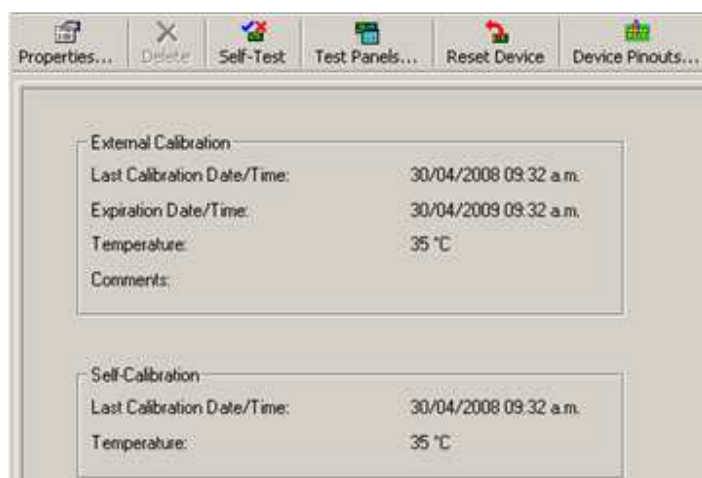 Properties... Delete Self-Test Test Panels... Reset Device Device Pinouts...
External Calibration
Last Calibration Date/Time: 30/04/2008 09:32 a.m.
Expiration Date/Time: 30/04/2009 09:32 a.m.
Temperature: 35 °C
Comments:
Self-Calibration
Last Calibration Date/Time: 30/04/2008 09:32 a.m.
Temperature: 35 °C